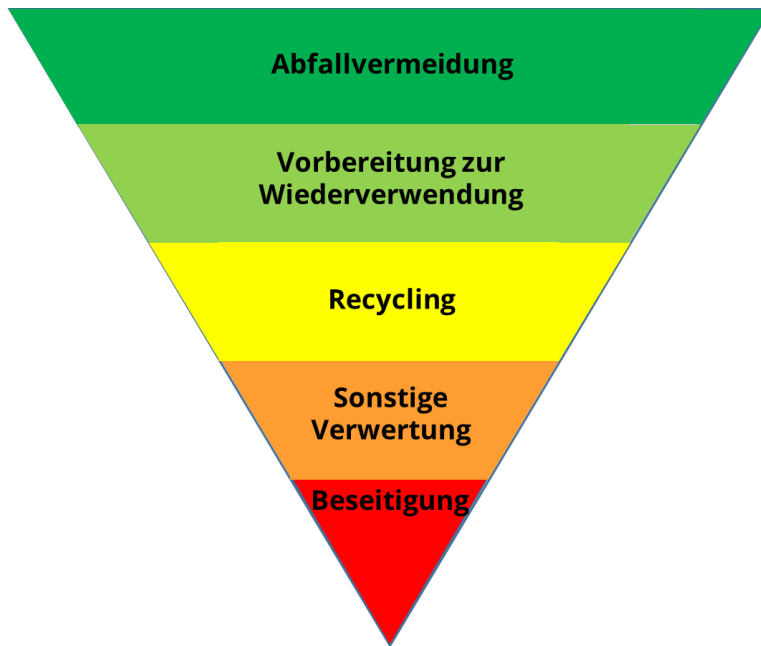 Abfallvermeidung
Vorbereitung zur
Wiederverwendung
Recycling
Sonstige
Verwertung
Beseitigung